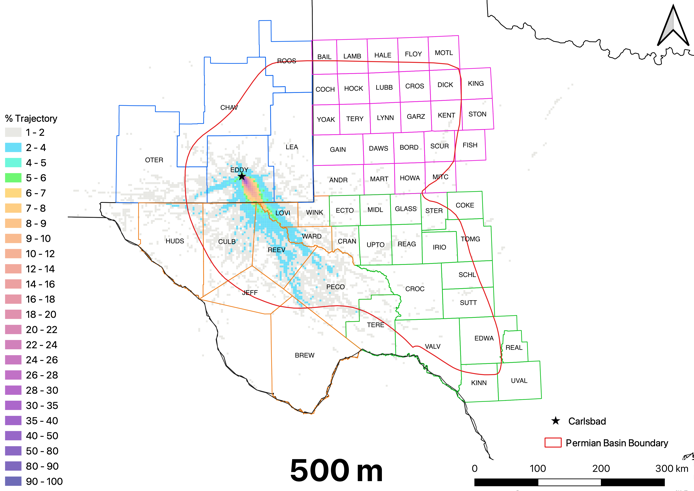 ROOS BAIL LAMB HALE FLOY MOTL
CHAV COCH HOCK LUBB CROS DICK KING
% Trajectory
YOAK TERY LYNN GARZ KENT STON
1 - 2
2 - 4
4 - 5
5 - 6
6 - 7
7 - 8
8 - 9
9 - 10
10 - 12
12 - 14
14 - 16
16 - 18
18 - 20
20 - 22
22 - 24
24 - 26
26 - 28
28 - 30
30 - 35
35 - 40
40 - 50
50 - 80
80 - 90
90 - 100
OTER LEA GAIN DAWS BORD SCUR FISH
EDDY ANDR MART HOWA MITC
LOVI WINK ECTO MIDL GLASS STER COKE
HUDS CULB REEV WARD CRAN UPTO REAG IRIO TOMG
JEFF PECO CROC SCHL
SUTT
TERE
BREW VALV EDWA REAL
KINN UVAL
Carlsbad
Permian Basin Boundary
500 m
0 100 200 300 km